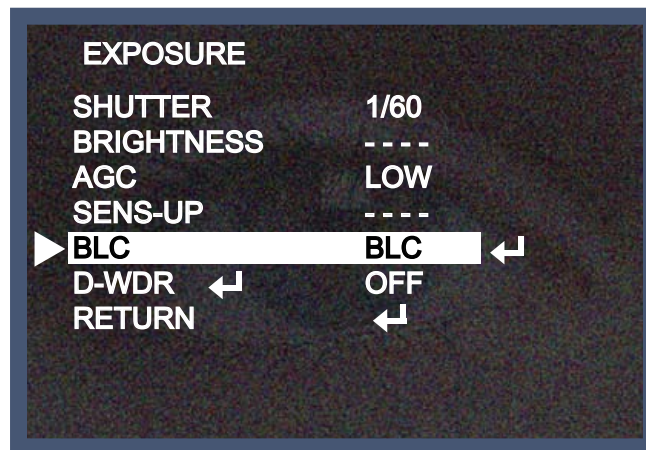 EXPOSURE
SHUTTER 1/60
BRIGHTNESS - - - -
AGC LOW
SENS-UP - - - -
BLC BLC ↵
D-WDR ↵ OFF
RETURN ↵